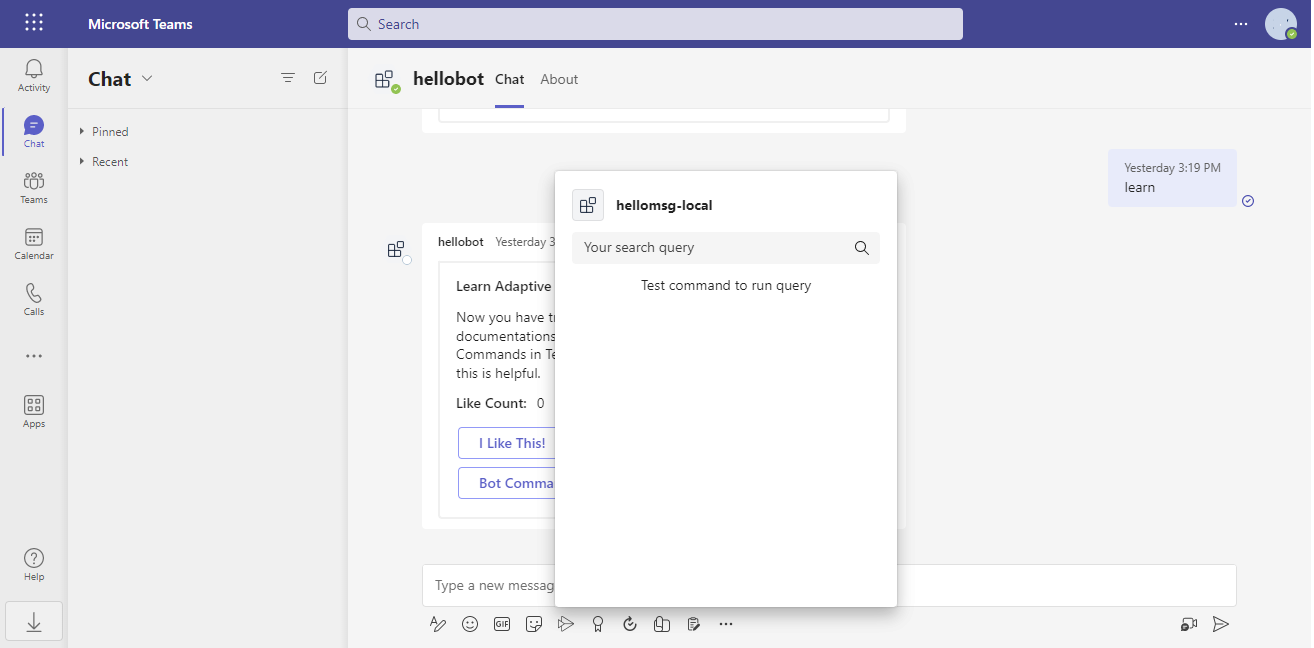 Microsoft Teams
Search
Activity
Chat
Teams
Calendar
Calls
Apps
Help
Chat
Pinned
Recent
hellobot Chat About
Yesterday 3:19 PM
learn
hellobot Yesterday 3
Learn Adaptive
Now you have
documentations
Commands in
this is helpful.
Like Count: 0
I Like This!
Bot Comma
hellomsg-local
Your search query
Test command to run query
Type a new messag
GIF